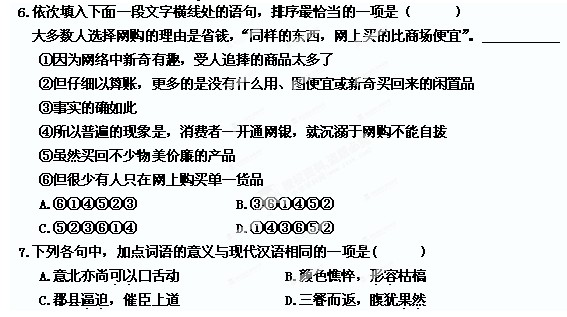 6.依次填入下面一段文字横线处的语句，排序最恰当的一项是（　　）
大多数人选择网购的理由是省钱，“同样的东西，网上买的比商场便宜”。____________
①因为网络中新奇有趣，受人追捧的商品太多了
②但仔细以算账，更多的是没有什么用、图便宜或新奇买回来的闲置品
③事实的确如此
④所以普遍的现象是，消费者一开通网银，就沉溺于网购不能自拔
⑤虽然买回不少物美价廉的产品
⑥但很少有人只在网上购买单一货品
A.⑥①④⑤②③ B.③⑥①④⑤②
C.⑤②③⑥①④ D.①④③⑥⑤②
7.下列各句中，加点词语的意义与现代汉语相同的一项是(　　)
A.意北亦尚可以口舌动 B.颜色憔悴，形容枯槁
C.郡县逼迫，催臣上道 D.三餐而返，腹犹果然